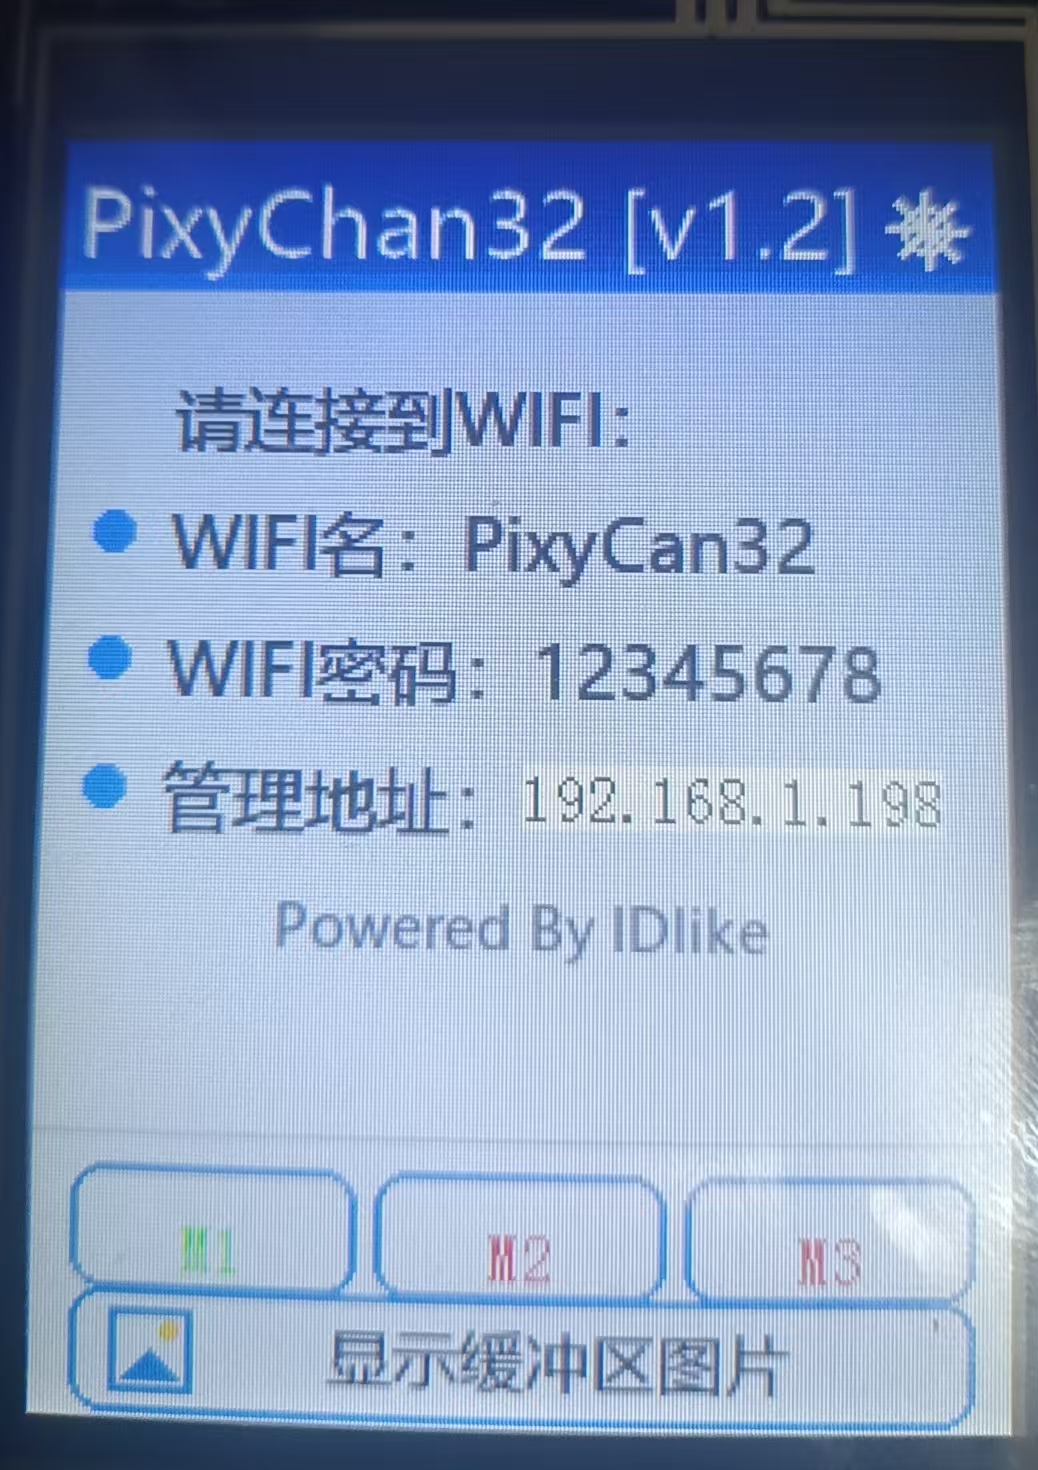 PixyChan32 [v1.2]
请连接到WIFI：
WIFI名：PixyCan32
WIFI密码：12345678
管理地址：192.168.1.198
Powered By IDlike
M1 M2 M3
显示缓冲区图片